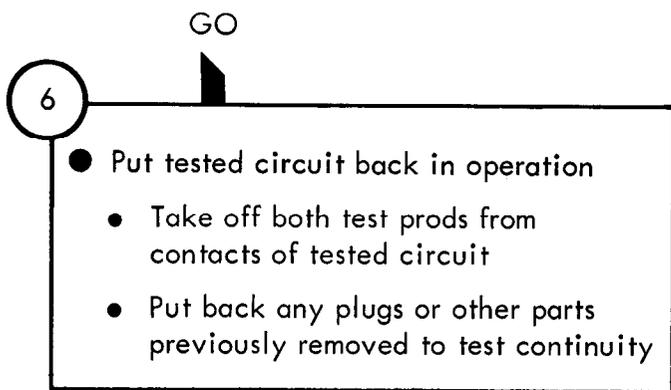 GO
6
● Put tested circuit back in operation
● Take off both test prods from
contacts of tested circuit
● Put back any plugs or other parts
previously removed to test continuity